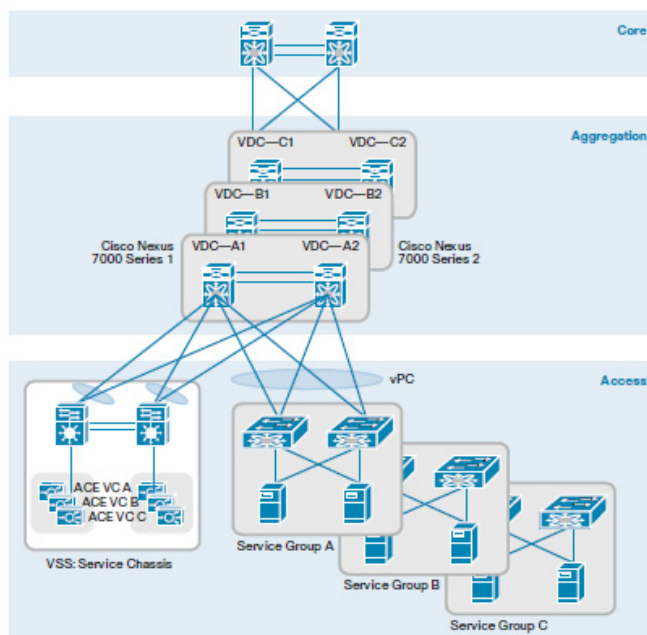 Core
Aggregation
VDC—C1 VDC—C2
VDC—B1 VDC—B2
Cisco Nexus
7000 Series 1
VDC—A1 VDC—A2
Cisco Nexus
7000 Series 2
vPC
Access
ACE VC A
ACE VC B
ACE VC C
VSS: Service Chassis
Service Group A
Service Group B
Service Group C